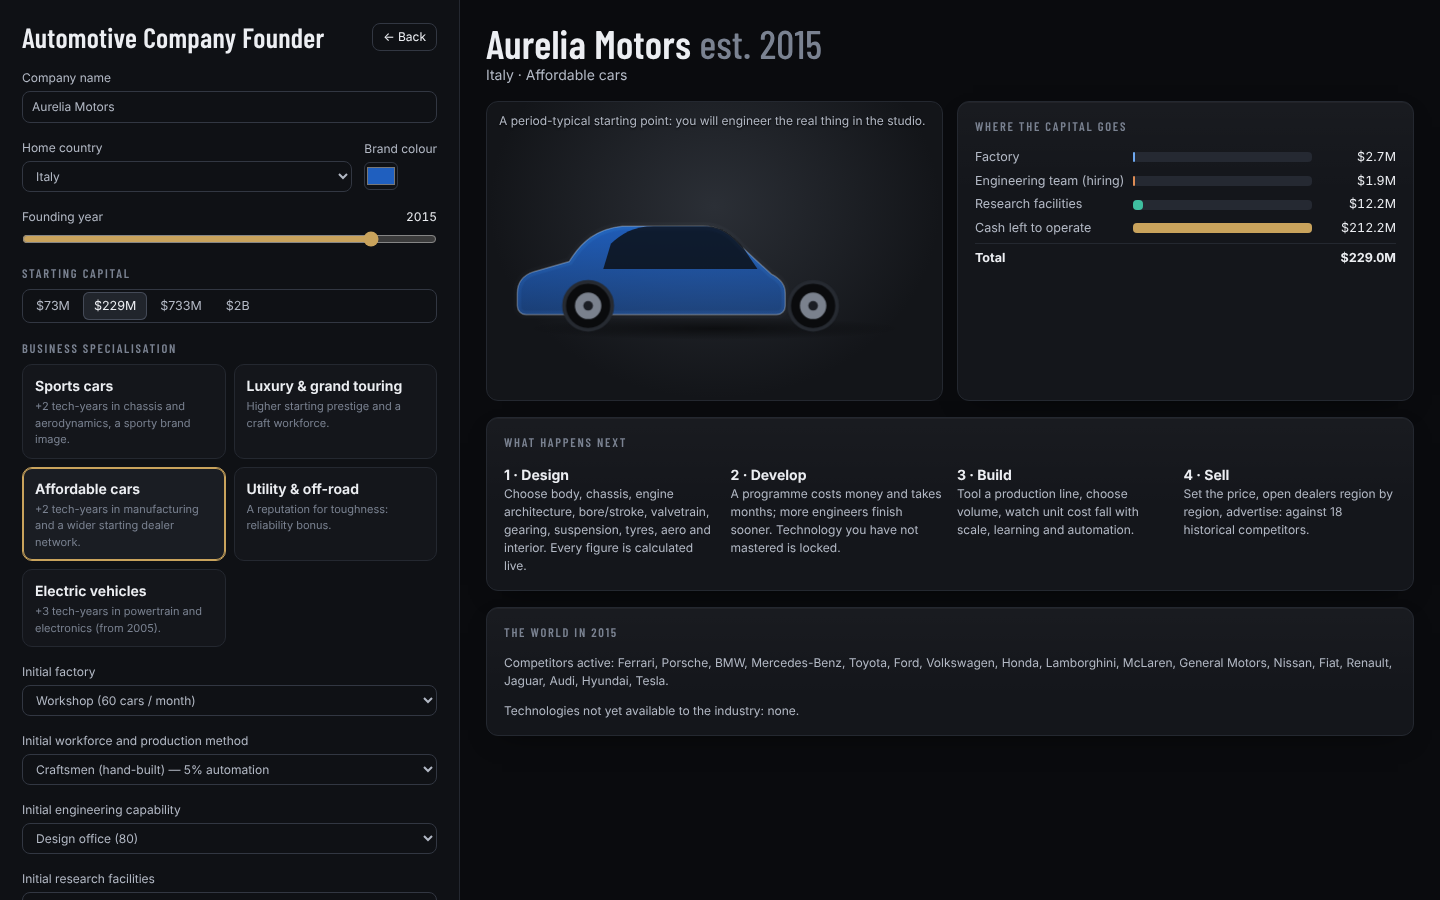 Automotive Company Founder
← Back
Company name
Aurelia Motors
Home country
Brand colour
Italy
Founding year
2015
STARTING CAPITAL
$73M
$229M
$733M
$2B
BUSINESS SPECIALISATION
Sports cars
+2 tech-years in chassis and
aerodynamics, a sporty brand
image.
Luxury & grand touring
Higher starting prestige and a
craft workforce.
Affordable cars
+2 tech-years in manufacturing
and a wider starting dealer
network.
Utility & off-road
A reputation for toughness:
reliability bonus.
Electric vehicles
+3 tech-years in powertrain and
electronics (from 2005).
Initial factory
Workshop (60 cars / month)
Initial workforce and production method
Craftsmen (hand-built) — 5% automation
Initial engineering capability
Design office (80)
Initial research facilities
Aurelia Motors est. 2015
Italy · Affordable cars
A period-typical starting point: you will engineer the real thing in the studio.
WHERE THE CAPITAL GOES
Factory
$2.7M
Engineering team (hiring)
$1.9M
Research facilities
$12.2M
Cash left to operate
$212.2M
Total
$229.0M
WHAT HAPPENS NEXT
1 · Design
Choose body, chassis, engine
architecture, bore/stroke, valvetrain,
gearing, suspension, tyres, aero and
interior. Every figure is calculated
live.
2 · Develop
A programme costs money and takes
months; more engineers finish
sooner. Technology you have not
mastered is locked.
3 · Build
Tool a production line, choose
volume, watch unit cost fall with
scale, learning and automation.
4 · Sell
Set the price, open dealers region by
region, advertise: against 18
historical competitors.
THE WORLD IN 2015
Competitors active: Ferrari, Porsche, BMW, Mercedes-Benz, Toyota, Ford, Volkswagen, Honda, Lamborghini, McLaren, General Motors, Nissan, Fiat, Renault,
Jaguar, Audi, Hyundai, Tesla.
Technologies not yet available to the industry: none.